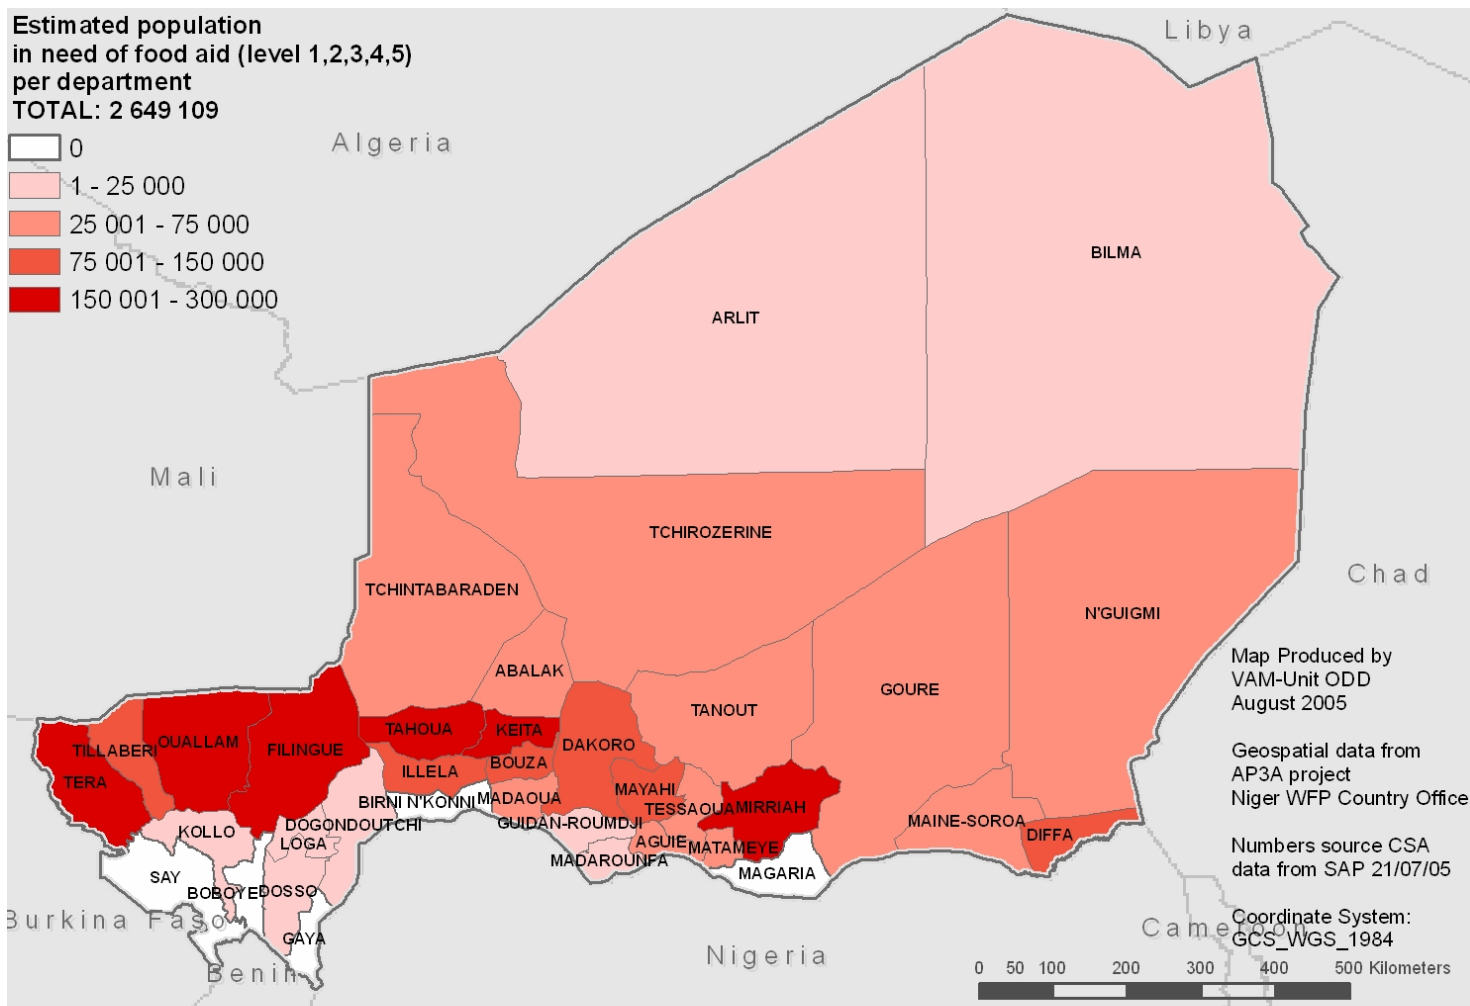 Estimated population
in need of food aid (level 1,2,3,4,5)
per department
TOTAL: 2 649 109
0
1 - 25 000
25 001 - 75 000
75 001 - 150 000
150 001 - 300 000
Libya
Algeria
BILMA
ARLIT
Mali
TCHIROZERINE
Chad
TCHINTABARADEN
N'GUIGMI
ABALAK
GOURE
TANOUT
TAHOUA
KEITA
OUALLAM
TILLABERI
FILINGUE
DAKORO
BOUZA
ILLELA
TERA
MAYAHI
MADAOUA
BIRNI N'KONNI
TESSAOUA
MIRRIAH
MAINE-SOROA
GUIDAN-ROUMDJI
DOGONDOUTCHI
KOLLO
DIFFA
LOGA
AGUIE
MATAMEYE
MADAROUNFA
MAGARIA
SAY
BOBOYE
DOSSO
GAYA
Burkina Faso
Benin
Nigeria
Cameroon
Map Produced by
VAM-Unit ODD
August 2005
Geospatial data from
AP3A project
Niger WFP Country Office
Numbers source CSA
data from SAP 21/07/05
Coordinate System:
GCS_WGS_1984
0 50 100 200 300 400 500 Kilometers